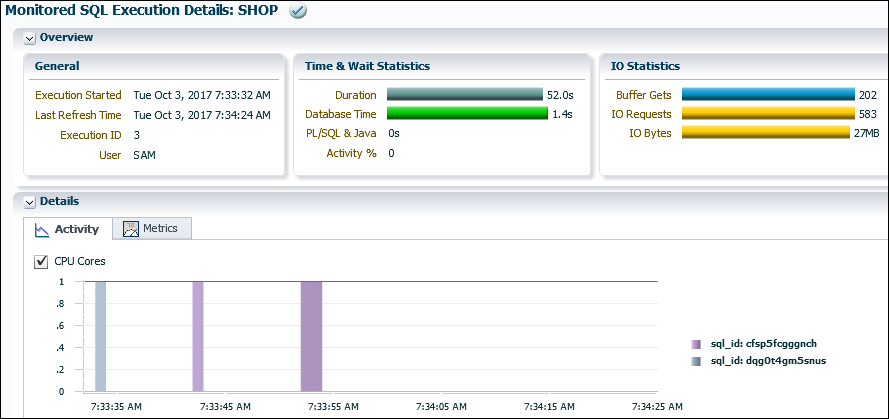 Monitored SQL Execution Details: SHOP
Overview
General
Execution Started Tue Oct 3, 2017 7:33:32 AM
Last Refresh Time Tue Oct 3, 2017 7:34:24 AM
Execution ID 3
User SAM
Time & Wait Statistics
Duration 52.0s
Database Time 1.4s
PL/SQL & Java 0s
Activity % 0
IO Statistics
Buffer Gets 202
IO Requests 583
IO Bytes 27MB
Details
Activity
Metrics
CPU Cores
1
.8
.6
.4
.2
0
7:33:35 AM 7:33:45 AM 7:33:55 AM 7:34:05 AM 7:34:15 AM 7:34:25 AM
sql_id: cfsp5fcgggnch
sql_id: dqg0t4gm5snus